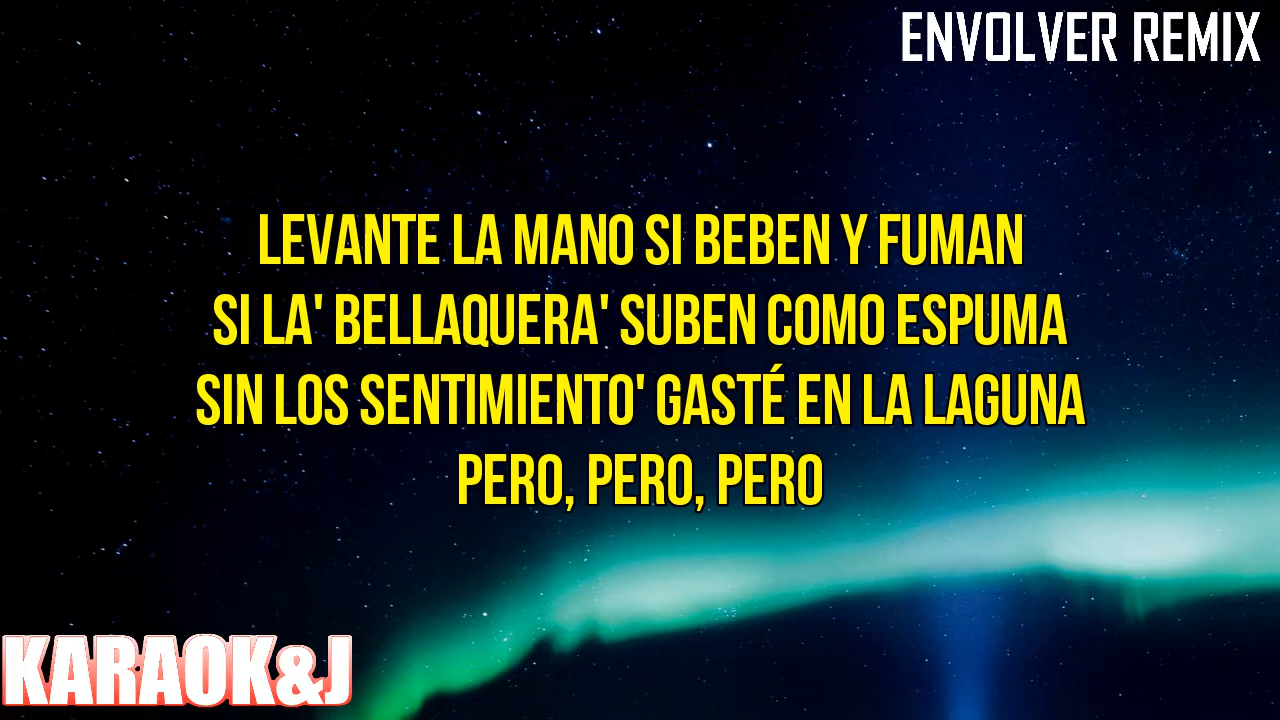 ENVOLVER REMIX
LEVANTE LA MANO SI BEBEN Y FUMAN
SI LA' BELLAQUERA' SUBEN COMO ESPUMA
SIN LOS SENTIMIENTO' GASTÉ EN LA LAGUNA
PERO, PERO, PERO
KARAOK&J